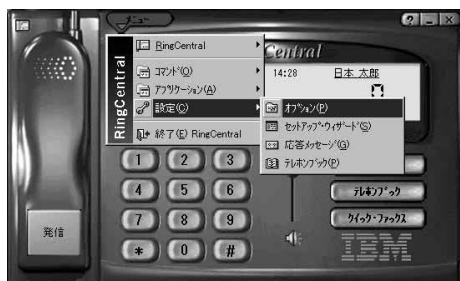 メニュー
? - ×
RingCentral
RingCentral
コマンド(O)
アプリケーション(A)
設定(C)
終了(E) RingCentral
Central
14:28 日本 太郎
0
オプション(P)
セットアップ・ウィザード(S)
応答メッセージ(G)
テレホンブック(P)
1 2 3
4 5 6
7 8 9
* 0 #
発信
テレホンブック
クイック・ファックス
IBM